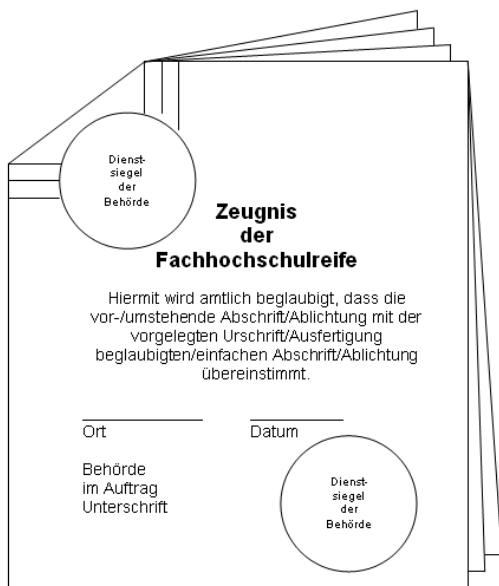 Dienst-
siegel
der
Behörde
Zeugnis
der
Fachhochschulreife
Hiermit wird amtlich beglaubigt, dass die
vor-/umstehende Abschrift/Ablichtung mit der
vorgelegten Urschrift/Ausfertigung
beglaubigten/einfachen Abschrift/Ablichtung
übereinstimmt.
Ort Datum
Behörde
im Auftrag
Unterschrift
Dienst-
siegel
der
Behörde